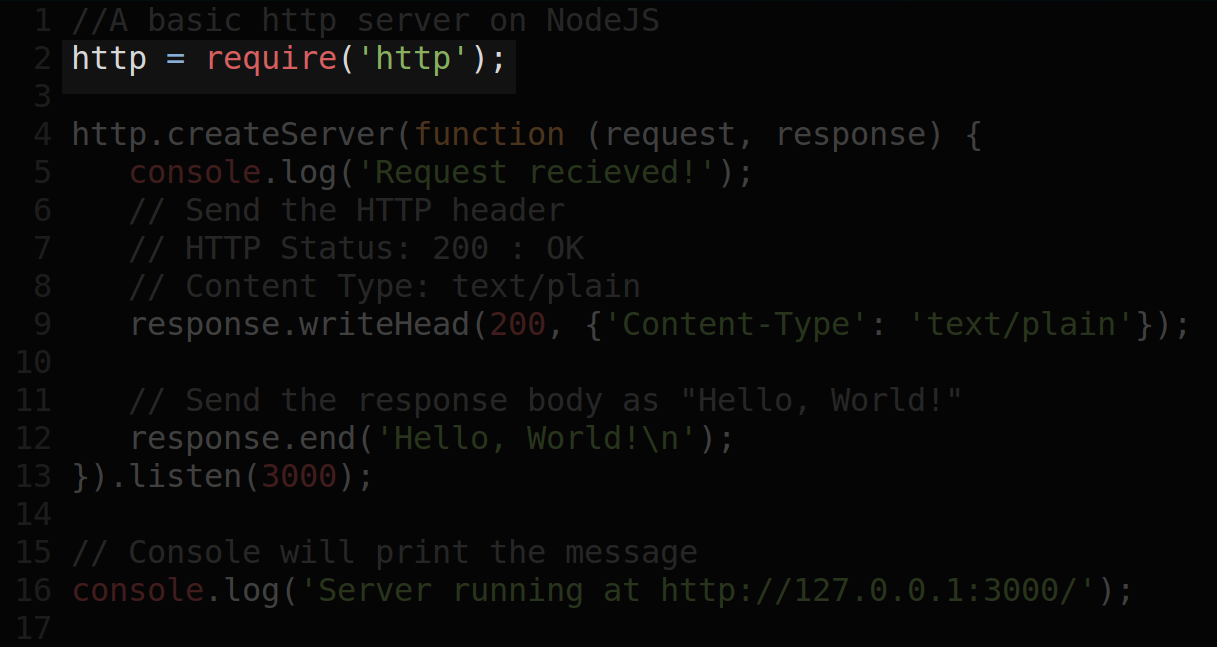 1 //A basic http server on NodeJS
2 http = require('http');
3
4 http.createServer(function (request, response) {
5    console.log('Request recieved!');
6    // Send the HTTP header
7    // HTTP Status: 200 : OK
8    // Content Type: text/plain
9    response.writeHead(200, {'Content-Type': 'text/plain'});
10
11    // Send the response body as "Hello, World!"
12    response.end('Hello, World!\n');
13 }).listen(3000);
14
15 // Console will print the message
16 console.log('Server running at http://127.0.0.1:3000/');
17